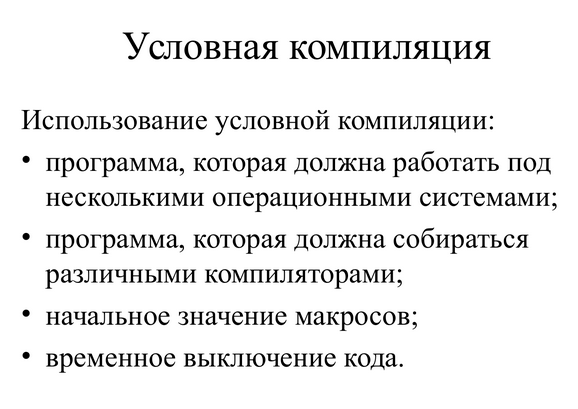 Условная компиляция
Использование условной компиляции:
• программа, которая должна работать под
несколькими операционными системами;
• программа, которая должна собираться
различными компиляторами;
• начальное значение макросов;
• временное выключение кода.